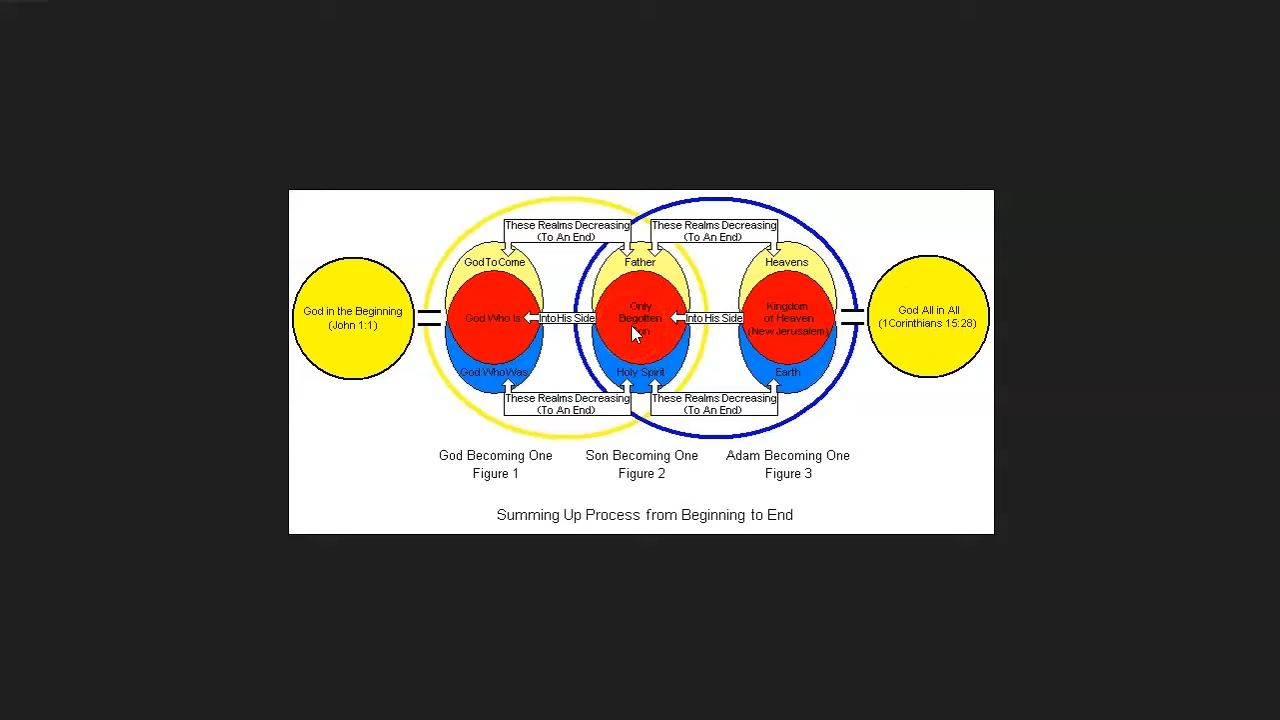 These Realms Decreasing
(To An End)
These Realms Decreasing
(To An End)
God To Come
Father
Heavens
God in the Beginning
(John 1:1)
God Who Is
Into His Side
Only
Begotten
Into His Side
Kingdom
of Heaven
(New Jerusalem)
God All in All
(1Corinthians 15:28)
God Who Was
Holy Spirit
Earth
These Realms Decreasing
(To An End)
These Realms Decreasing
(To An End)
God Becoming One
Figure 1
Son Becoming One
Figure 2
Adam Becoming One
Figure 3
Summing Up Process from Beginning to End